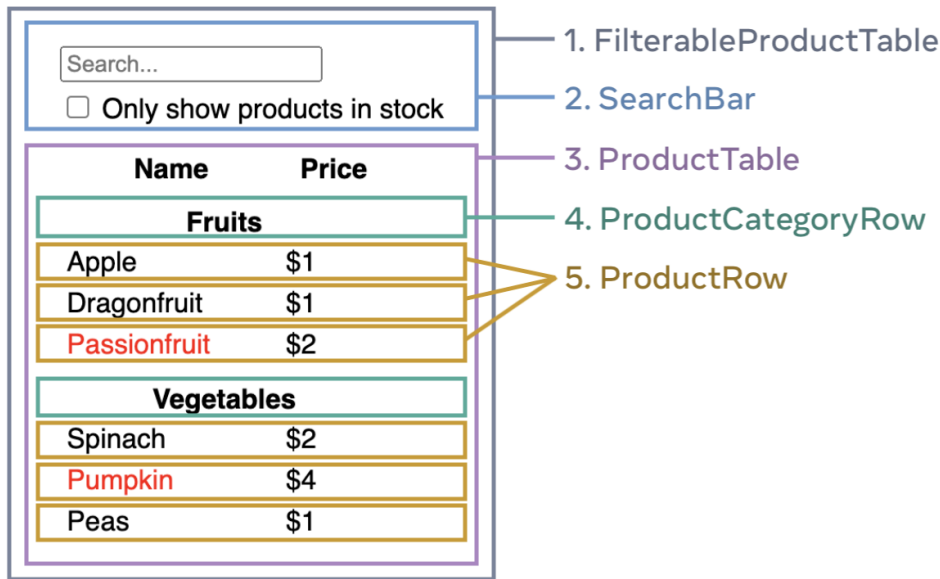 Search...
Only show products in stock
Name Price
Fruits
Apple $1
Dragonfruit $1
Passionfruit $2
Vegetables
Spinach $2
Pumpkin $4
Peas $1
1. FilterableProductTable
2. SearchBar
3. ProductTable
4. ProductCategoryRow
5. ProductRow